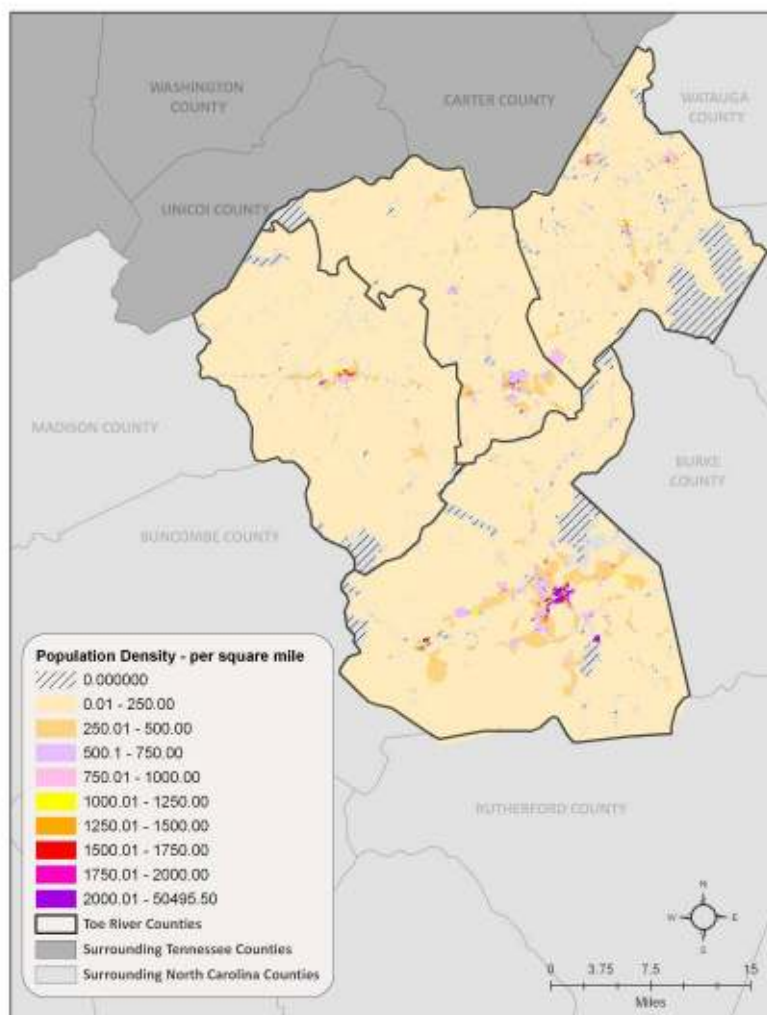 WASHINGTON
COUNTY
CARTER COUNTY
WATAUGA
COUNTY
UNICOI COUNTY
MADISON COUNTY
BURKE
COUNTY
BUNCOMBE COUNTY
Population Density - per square mile
0.000000
0.01 - 250.00
250.01 - 500.00
500.1 - 750.00
750.01 - 1000.00
1000.01 - 1250.00
1250.01 - 1500.00
1500.01 - 1750.00
1750.01 - 2000.00
2000.01 - 50495.50
Toe River Counties
Surrounding Tennessee Counties
Surrounding North Carolina Counties
RUTHERFORD COUNTY
N
W E
S
0 3.75 7.5 15
Miles